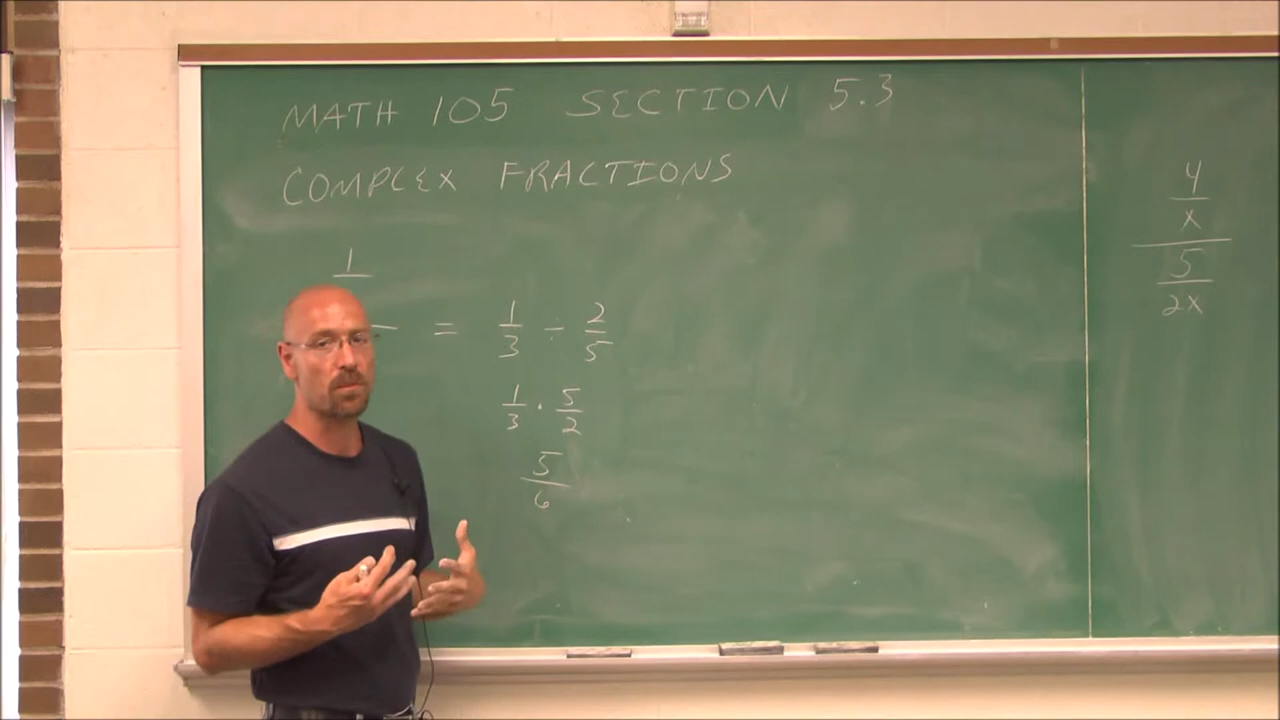 MATH 105 SECTION 5.3
COMPLEX FRACTIONS
1
= 1/3 ÷ 2/5
1/3 · 5/2
5/6
4/x
5/2x